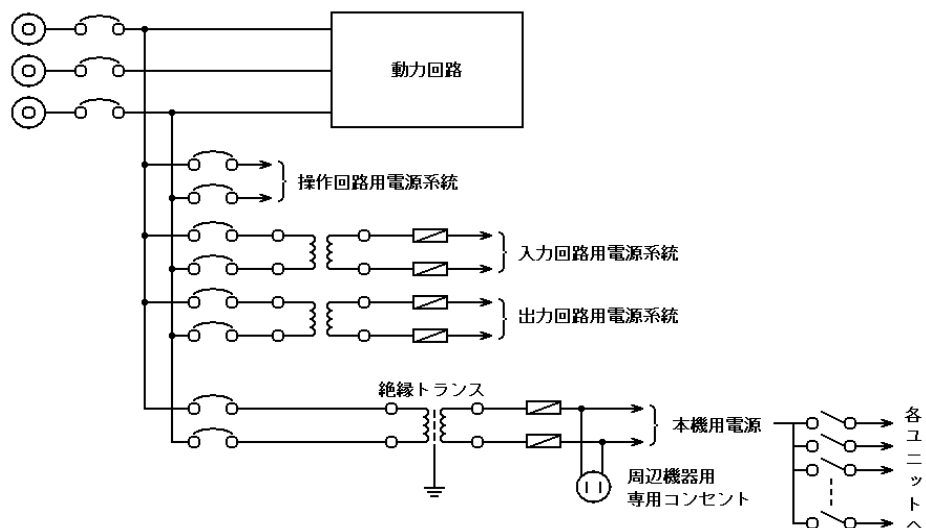 動力回路
操作回路用電源系統
入力回路用電源系統
出力回路用電源系統
絶縁トランス
本機用電源
周辺機器用
専用コンセント
各ユニットへ